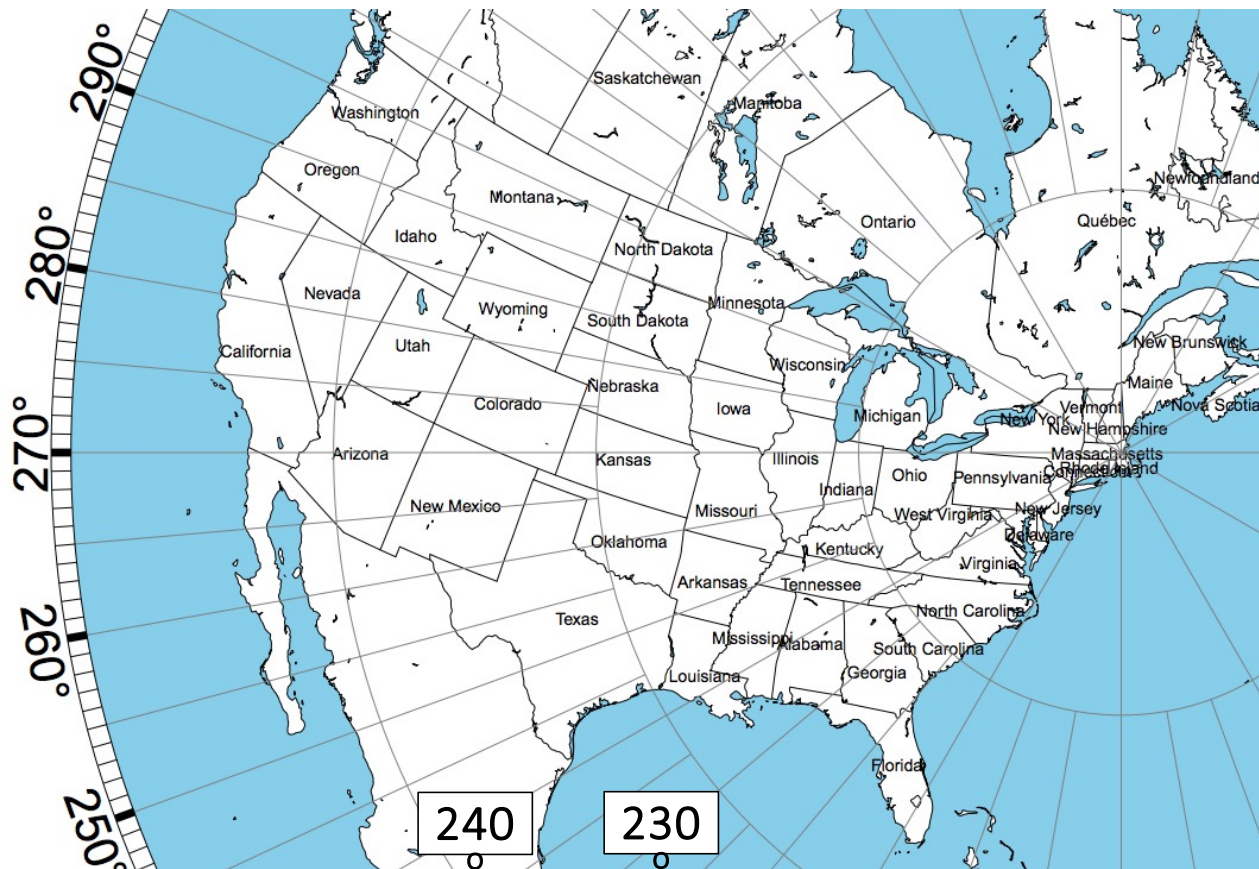 290°
280°
270°
260°
250°
240
o
230
o
Washington
Oregon
Saskatchewan
Manitoba
Ontario
Québec
Newfoundland
Montana
Idaho
North Dakota
Nevada
Wyoming
South Dakota
Minnesota
California
Utah
Nebraska
Wisconsin
New Brunswick
Maine
Colorado
Iowa
Michigan
New York
Vermont
Nova Scotia
New Hampshire
Arizona
Kansas
Illinois
Ohio
Massachusetts
Rhode Island
Connecticut
Pennsylvania
New Mexico
Missouri
Indiana
West Virginia
New Jersey
Delaware
Oklahoma
Kentucky
Virginia
Arkansas
Tennessee
North Carolina
Texas
Mississippi
Alabama
South Carolina
Louisiana
Georgia
Florida